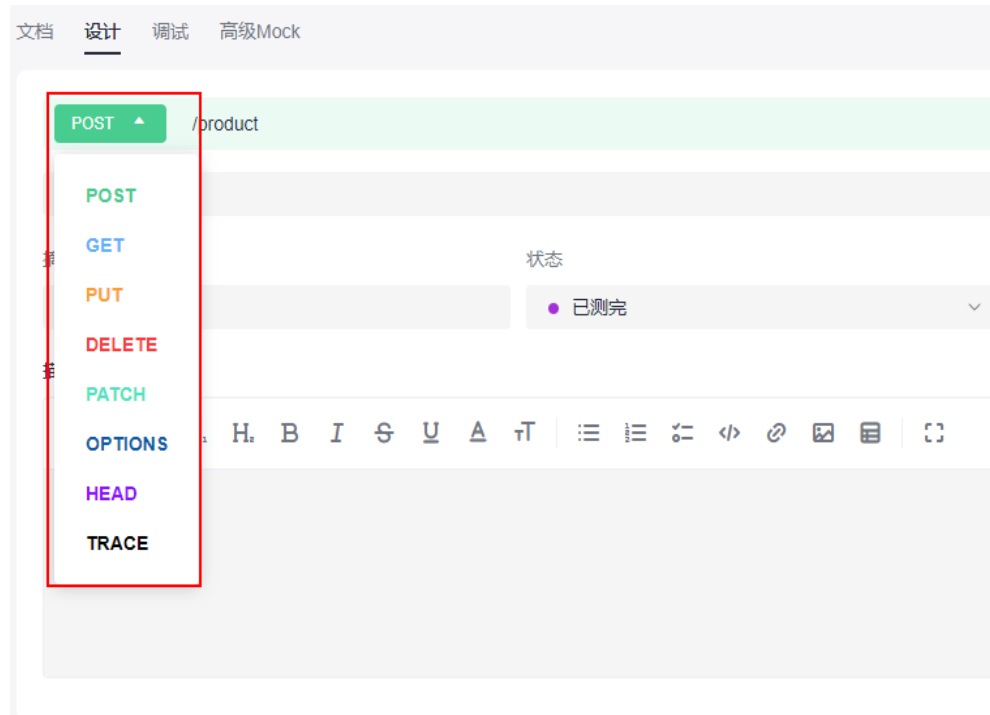 文档 设计 调试 高级Mock
POST /product
POST
GET
状态
PUT
已测完
DELETE
PATCH
OPTIONS
HEAD
TRACE